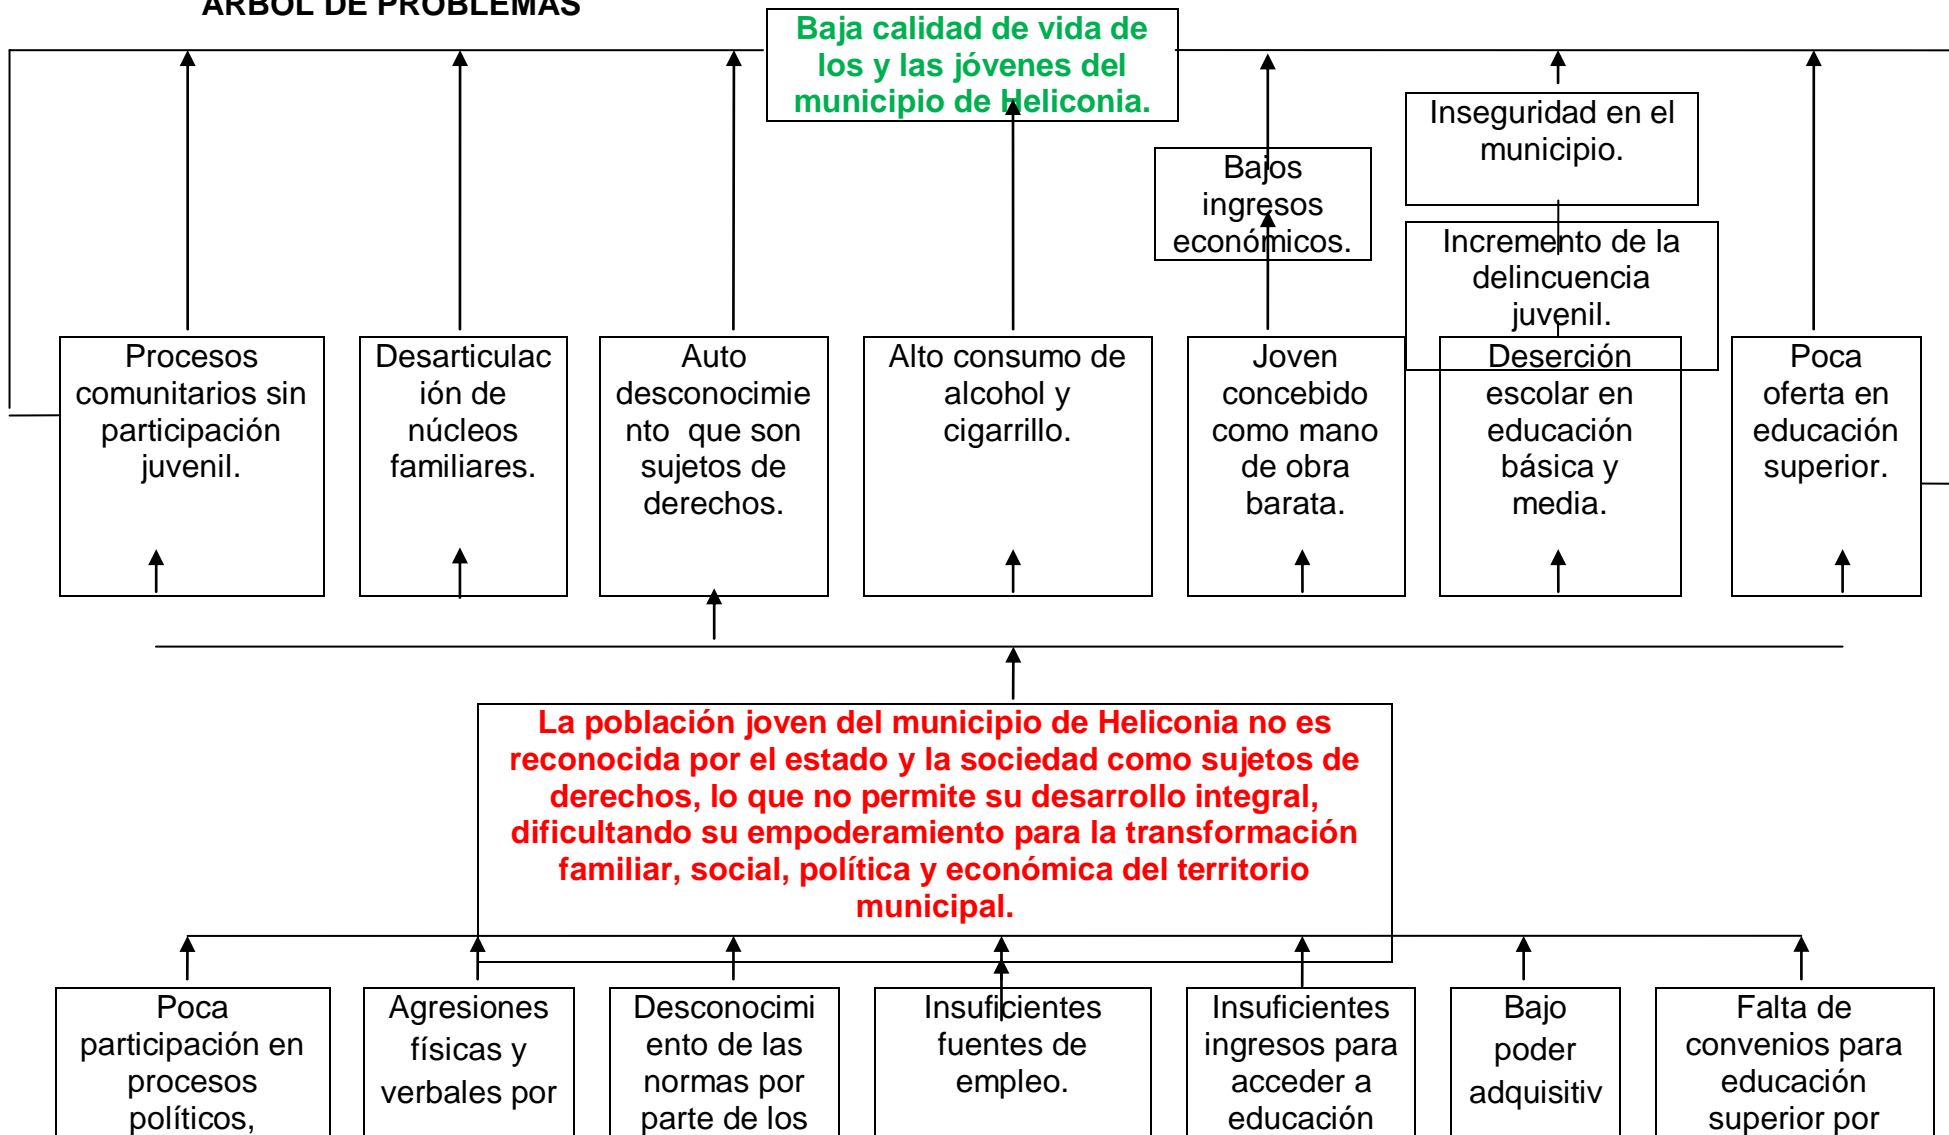 ARBOL DE PROBLEMAS
Baja calidad de vida de
los y las jóvenes del
municipio de Heliconia.
Inseguridad en el
municipio.
Bajos
ingresos
económicos.
Incremento de la
delincuencia
juvenil.
Procesos
comunitarios sin
participación
juvenil.
Desarticulac
ión de
núcleos
familiares.
Auto
desconocimie
nto que son
sujetos de
derechos.
Alto consumo de
alcohol y
cigarrillo.
Joven
concebido
como mano
de obra
barata.
Deserción
escolar en
educación
básica y
media.
Poca
oferta en
educación
superior.
La población joven del municipio de Heliconia no es
reconocida por el estado y la sociedad como sujetos de
derechos, lo que no permite su desarrollo integral,
dificultando su empoderamiento para la transformación
familiar, social, política y económica del territorio
municipal.
Poca
participación en
procesos
políticos,
Agresiones
físicas y
verbales por
Desconocimi
ento de las
normas por
parte de los
Insuficientes
fuentes de
empleo.
Insuficientes
ingresos para
acceder a
educación
Bajo
poder
adquisitiv
Falta de
convenios para
educación
superior por